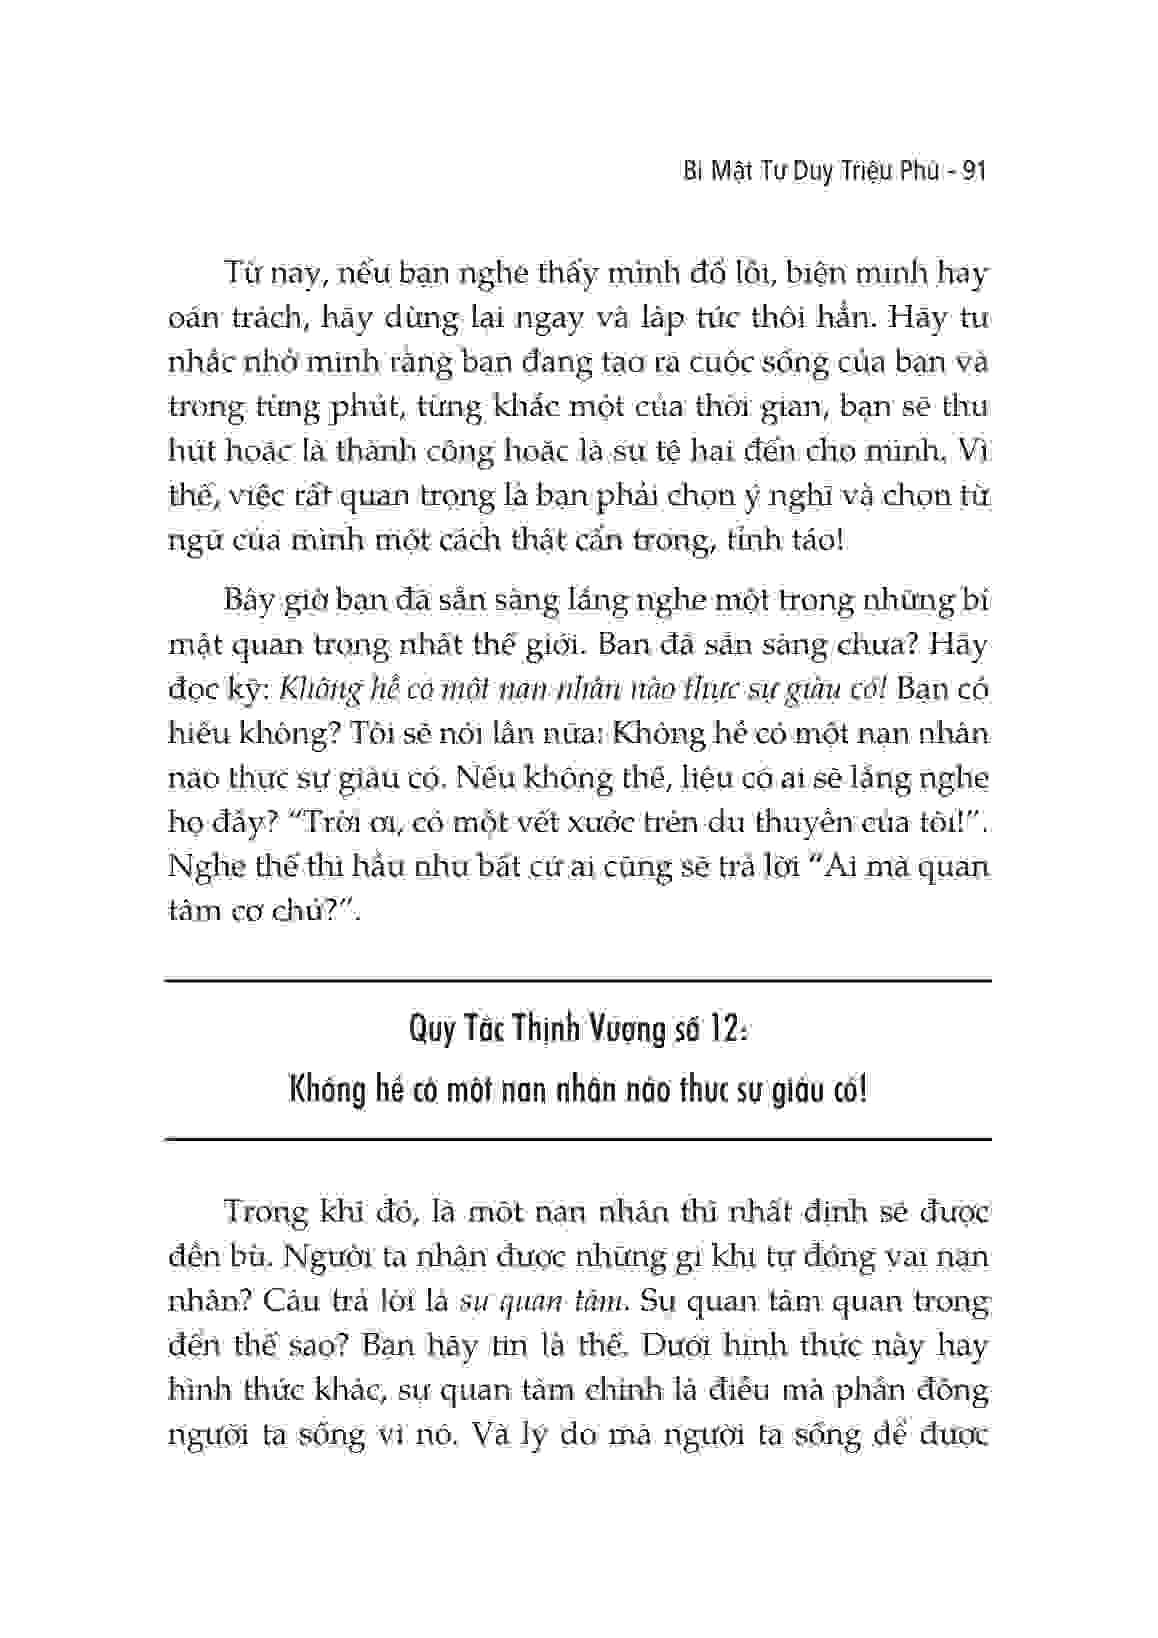 Bí Mật Tư Duy Triệu Phú - 91
Từ nay, nếu bạn nghe thấy mình đổ lỗi, biện minh hay
oán trách, hãy dừng lại ngay và lập tức thôi hẳn. Hãy tự
nhắc nhở mình rằng bạn đang tạo ra cuộc sống của bạn và
trong từng phút, từng khắc một của thời gian, bạn sẽ thu
hút hoặc là thành công hoặc là sự tệ hại đến cho mình. Vì
thế, việc rất quan trọng là bạn phải chọn ý nghĩ và chọn từ
ngữ của mình một cách thật cẩn trọng, tỉnh táo!
Bây giờ bạn đã sẵn sàng lắng nghe một trong những bí
mật quan trọng nhất thế giới. Bạn đã sẵn sàng chưa? Hãy
đọc kỹ: Không hề có một nạn nhân nào thực sự giàu có! Bạn có
hiểu không? Tôi sẽ nói lần nữa: Không hề có một nạn nhân
nào thực sự giàu có. Nếu không thế, liệu có ai sẽ lắng nghe
họ đây? “Trời ơi, có một vết xước trên du thuyền của tôi!”.
Nghe thế thì hầu như bất cứ ai cũng sẽ trả lời “Ai mà quan
tâm cơ chứ?”.
Quy Tắc Thịnh Vượng số 12:
Không hề có một nạn nhân nào thực sự giàu có!
Trong khi đó, là một nạn nhân thì nhất định sẽ được
đền bù. Người ta nhận được những gì khi tự đóng vai nạn
nhân? Câu trả lời là sự quan tâm. Sự quan tâm quan trọng
đến thế sao? Bạn hãy tin là thế. Dưới hình thức này hay
hình thức khác, sự quan tâm chính là điều mà phần đông
người ta sống vì nó. Và lý do mà người ta sống để được